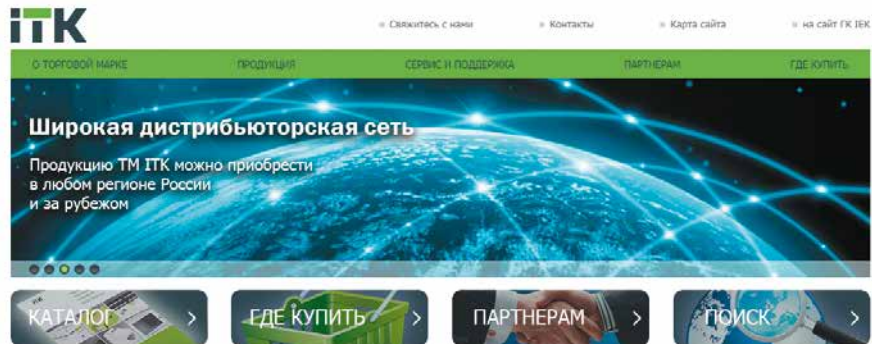 iTK
Свяжитесь с нами
Контакты
Карта сайта
на сайт ГК IEK
О ТОРГОВОЙ МАРКЕ
ПРОДУКЦИЯ
СЕРВИС И ПОДДЕРЖКА
ПАРТНЕРАМ
ГДЕ КУПИТЬ
Широкая дистрибьюторская сеть
Продукцию ТМ ITK можно приобрести
в любом регионе России
и за рубежом
КАТАЛОГ
ГДЕ КУПИТЬ
ПАРТНЕРАМ
ПОИСК